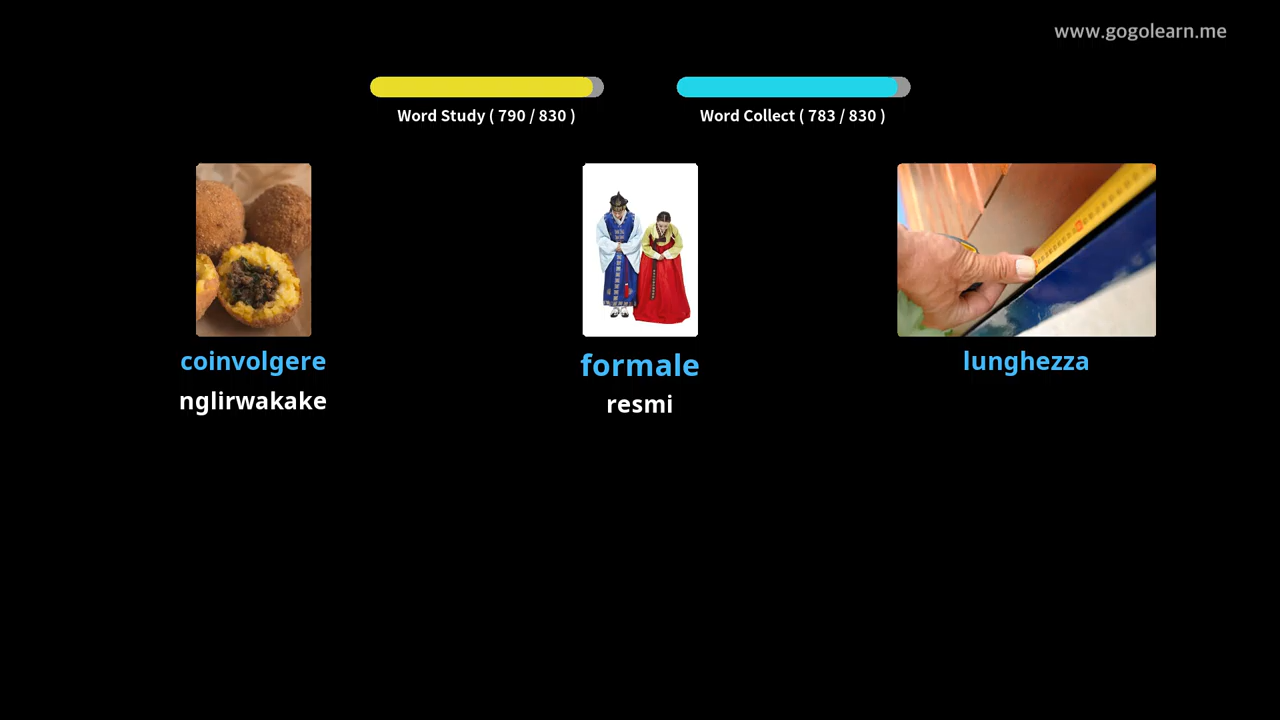 www.gogolearn.me
Word Study ( 790 / 830 )
Word Collect ( 783 / 830 )
coinvolgere
nglirwakake
formale
resmi
lunghezza